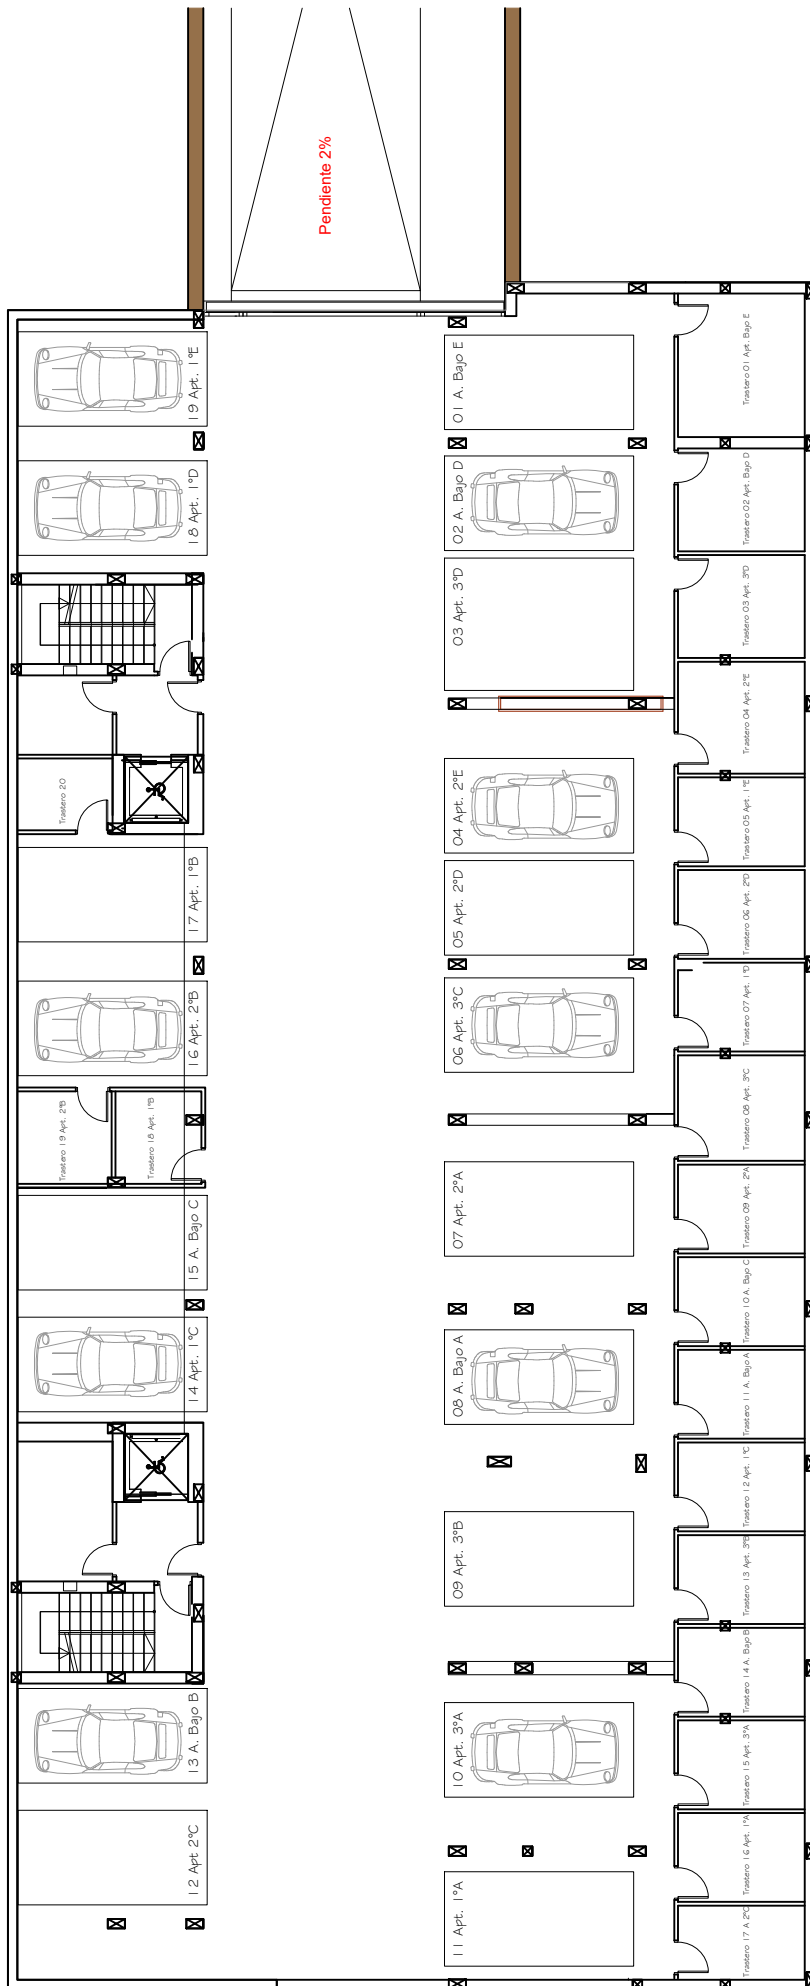 Pendiente 2%
19 Apt. 1ºE
18 Apt. 1ºD
Trastero 20
17 Apt. 1ºB
16 Apt. 2ºB
Trastero 19 Apt. 2ºB
Trastero 18 Apt. 1ºB
15 A. Bajo C
14 Apt. 1ºC
13 A. Bajo B
12 Apt 2ºC
01 A. Bajo E
02 A. Bajo D
03 Apt. 3ºD
04 Apt. 2ºE
05 Apt. 2ºD
06 Apt. 3ºC
07 Apt. 2ºA
08 A. Bajo A
09 Apt. 3ºB
10 Apt. 3ºA
11 Apt. 1ºA
Trastero 01 Apt. Bajo E
Trastero 02 Apt. Bajo D
Trastero 03 Apt. 3ºD
Trastero 04 Apt. 2ºE
Trastero 05 Apt. 1ºE
Trastero 06 Apt. 2ºD
Trastero 07 Apt. 1ºD
Trastero 08 Apt. 3ºC
Trastero 09 Apt. 2ºA
Trastero 10 A. Bajo C
Trastero 11 A. Bajo A
Trastero 12 Apt. 1ºC
Trastero 13 Apt. 3ºB
Trastero 14 A. Bajo B
Trastero 15 Apt. 3ºA
Trastero 16 Apt. 1ºA
Trastero 17 A 2ºC